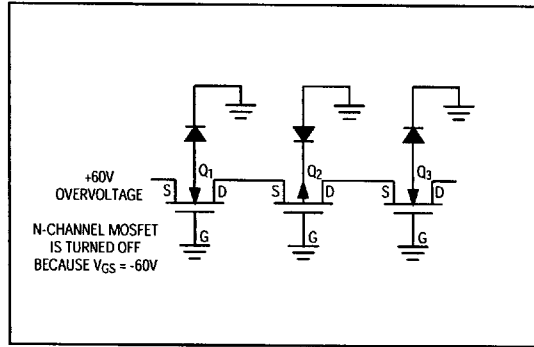 Q1
Q2
Q3
+60V
OVERVOLTAGE
S
D
S
D
S
D
N-CHANNEL MOSFET
IS TURNED OFF
BECAUSE VGS = -60V
G
G
G